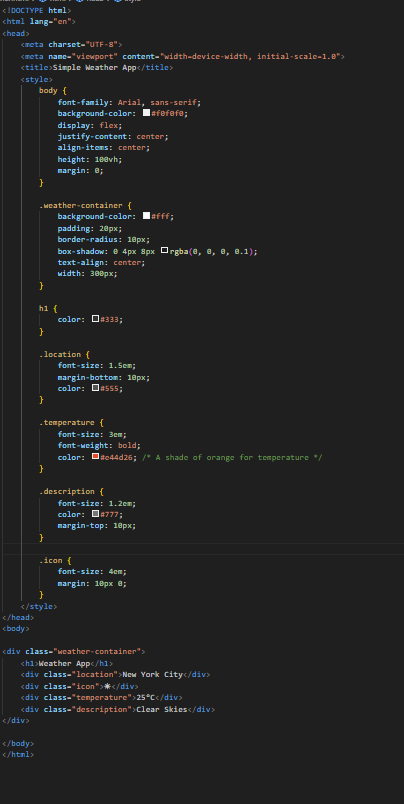 <!DOCTYPE html>
<html lang="en">
<head>
<meta charset="UTF-8">
<meta name="viewport" content="width=device-width, initial-scale=1.0">
<title>Simple Weather App</title>
<style>
body {
font-family: Arial, sans-serif;
background-color: #f0f0f0;
display: flex;
justify-content: center;
align-items: center;
height: 100vh;
margin: 0;
}
.weather-container {
background-color: #fff;
padding: 20px;
border-radius: 10px;
box-shadow: 0 4px 8px rgba(0, 0, 0, 0.1);
text-align: center;
width: 300px;
}
h1 {
color: #333;
}
.location {
font-size: 1.5em;
margin-bottom: 10px;
color: #555;
}
.temperature {
font-size: 3em;
font-weight: bold;
color: #e44d26; /* A shade of orange for temperature */
}
.description {
font-size: 1.2em;
color: #777;
margin-top: 10px;
}
.icon {
font-size: 4em;
margin: 10px 0;
}
</style>
</head>
<body>
<div class="weather-container">
<h1>Weather App</h1>
<div class="location">New York City</div>
<div class="icon">☀</div>
<div class="temperature">25°C</div>
<div class="description">Clear Skies</div>
</div>
</body>
</html>